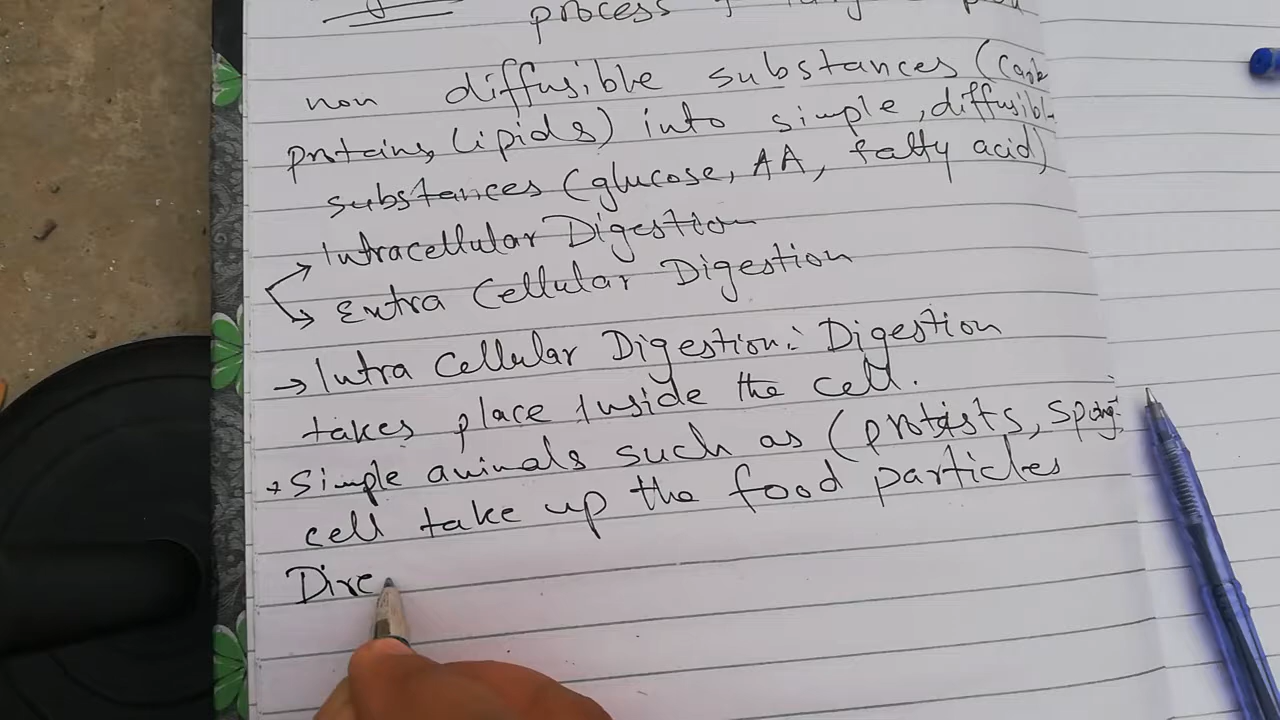 process
non diffusible substances (Carb
proteins, Lipids) into simple, diffusible
substances (glucose, AA, fatty acid)
→ Intracellular Digestion
→ Extra Cellular Digestion
→ Intra Cellular Digestion: Digestion
takes place Inside the cell.
→ Simple animals such as (protists, Spong
cell take up the food particles
Dire